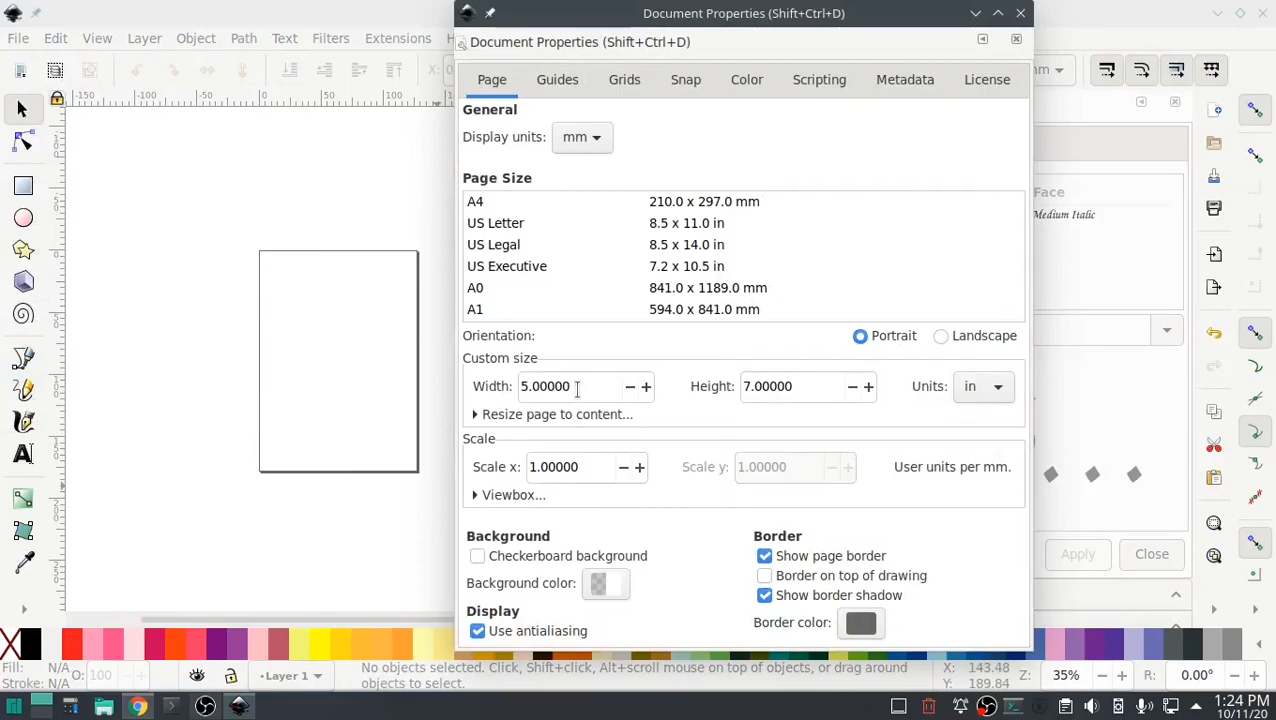 Document Properties (Shift+Ctrl+D)
File Edit View Layer Object Path Text Filters Extensions
Document Properties (Shift+Ctrl+D)
Page Guides Grids Snap Color Scripting Metadata License
General
Display units: mm
Page Size
A4 210.0 x 297.0 mm
US Letter 8.5 x 11.0 in
US Legal 8.5 x 14.0 in
US Executive 7.2 x 10.5 in
A0 841.0 x 1189.0 mm
A1 594.0 x 841.0 mm
Orientation: Portrait Landscape
Custom size
Width: 5.00000 Height: 7.00000 Units: in
Resize page to content...
Scale
Scale x: 1.00000 Scale y: 1.00000 User units per mm.
Viewbox...
Background
Checkerboard background
Background color:
Display
Use antialiasing
Border
Show page border
Border on top of drawing
Show border shadow
Border color:
X:
-150 -100 -50 0 50 100
Face
Medium Italic
Apply Close
Fill: N/A
Stroke: N/A
O: 100
•Layer 1
No objects selected. Click, Shift+click, Alt+scroll mouse on top of objects, or drag around objects to select.
X: 143.48
Y: 189.84
Z: 35%
R: 0.00°
1:24 PM
10/11/20